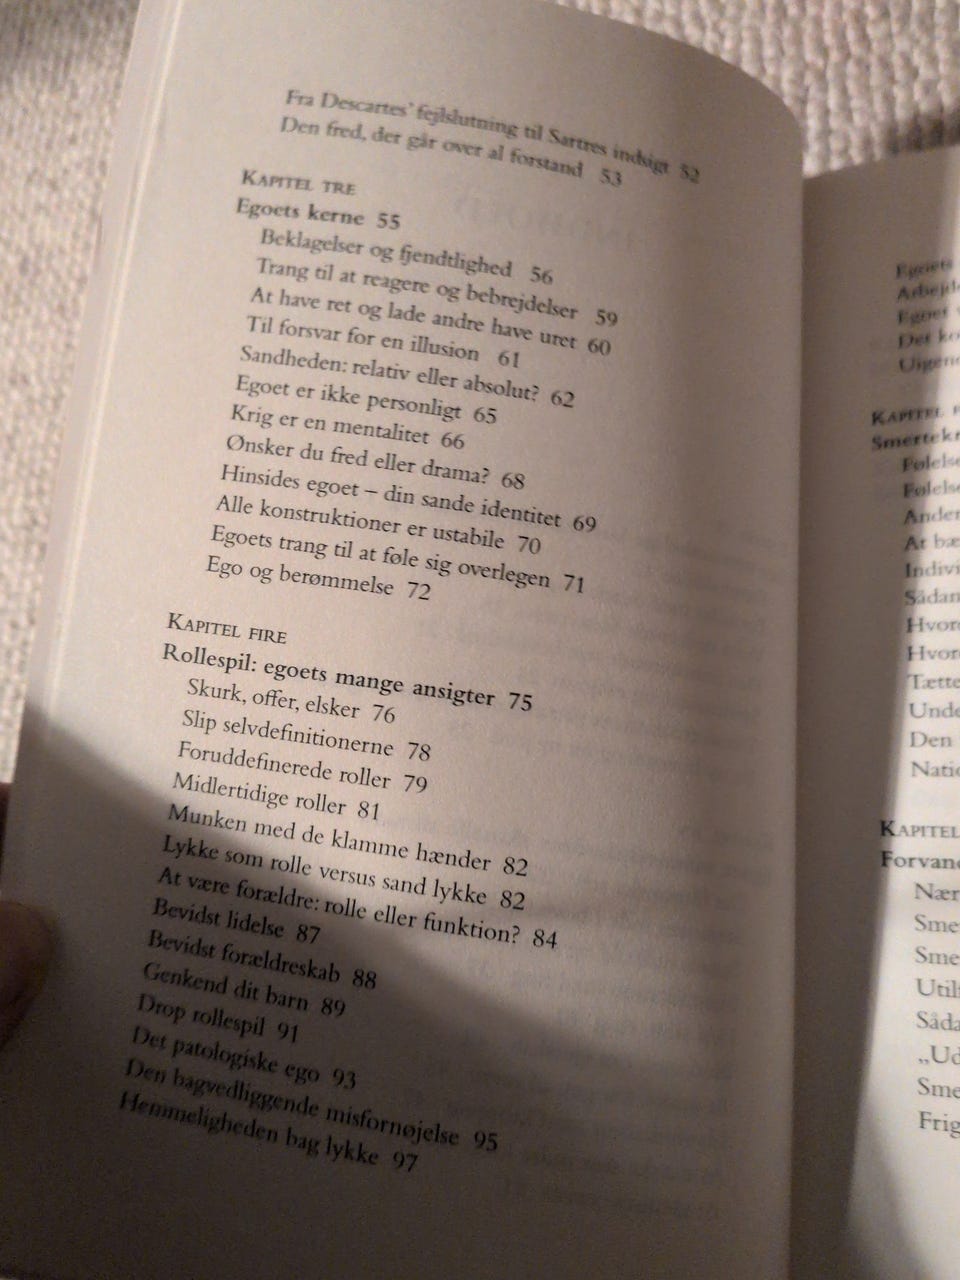 Fra Descartes' fejlslutning til Sartres indsigt 52
Den fred, der går over al forstand 53
KAPITEL TRE
Egoets kerne 55
Beklagelser og fjendtlighed 56
Trang til at reagere og bebrejdelser 59
At have ret og lade andre have uret 60
Til forsvar for en illusion 61
Sandheden: relativ eller absolut? 62
Egoet er ikke personligt 65
Krig er en mentalitet 66
Ønsker du fred eller drama? 68
Hinsides egoet – din sande identitet 69
Alle konstruktioner er ustabile 70
Egoets trang til at føle sig overlegen 71
Ego og berømmelse 72
KAPITEL FIRE
Rollespil: egoets mange ansigter 75
Skurk, offer, elsker 76
Slip selvdefinitionerne 78
Foruddefinerede roller 79
Midlertidige roller 81
Munken med de klamme hænder 82
Lykke som rolle versus sand lykke 82
At være forældre: rolle eller funktion? 84
Bevidst lidelse 87
Bevidst forældreskab 88
Genkend dit barn 89
Drop rollespil 91
Det patologiske ego 93
Den bagvedliggende misfornøjelse 95
Hemmeligheden bag lykke 97
Egoets
Egoet
Det
KAPITEL
At
Den
KAPITEL